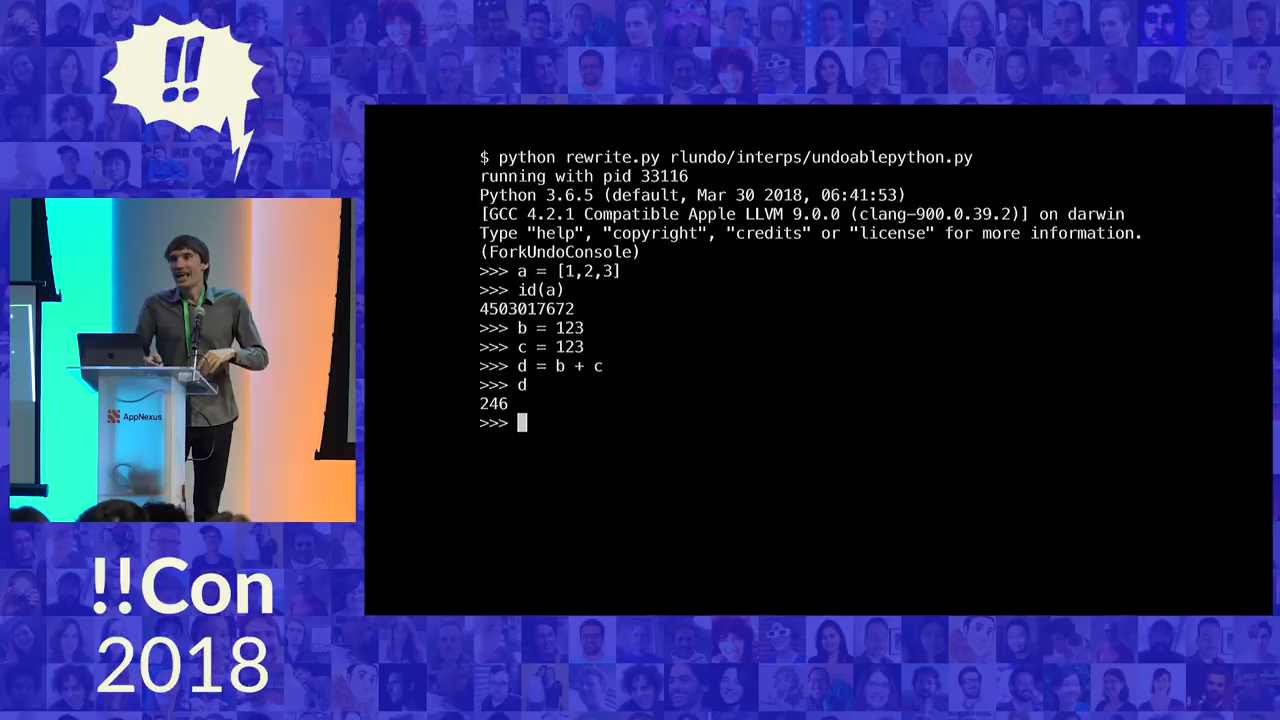 !!
$ python rewrite.py rlundo/interps/undoablepython.py
running with pid 33116
Python 3.6.5 (default, Mar 30 2018, 06:41:53)
[GCC 4.2.1 Compatible Apple LLVM 9.0.0 (clang-900.0.39.2)] on darwin
Type "help", "copyright", "credits" or "license" for more information.
(ForkUndoConsole)
>>> a = [1,2,3]
>>> id(a)
4503017672
>>> b = 123
>>> c = 123
>>> d = b + c
>>> d
246
>>>
AppNexus
!!Con
2018